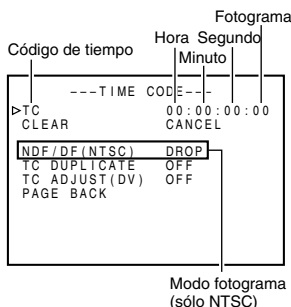 Fotograma
Hora Segundo
Código de tiempo
Minuto
---TIME CODE---
TC 00:00:00:00
CLEAR CANCEL
NDF/DF(NTSC) DROP
TC DUPLICATE OFF
TC ADJUST(DV) OFF
PAGE BACK
Modo fotograma
(sólo NTSC)